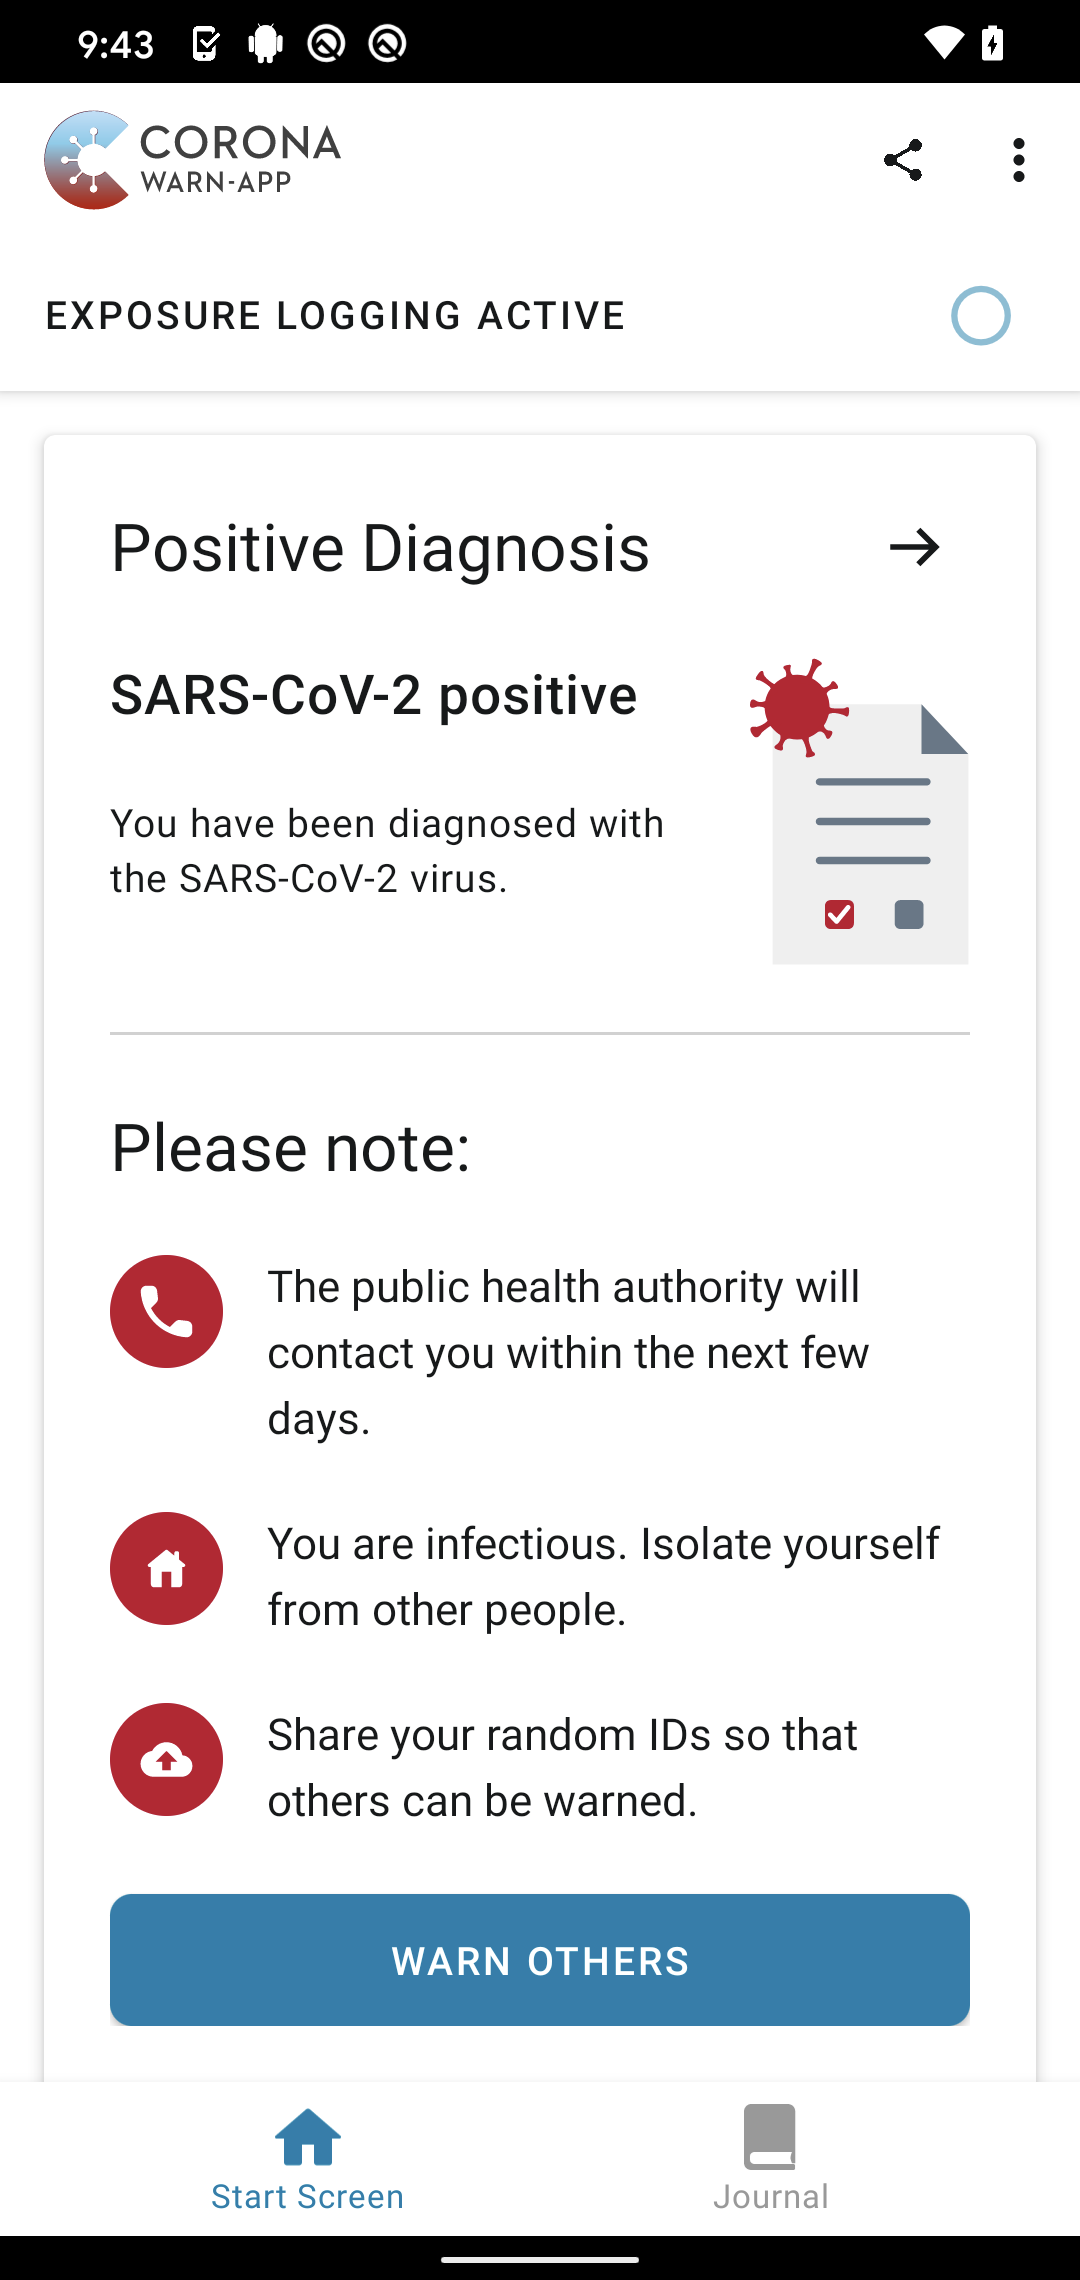 9:43
CORONA
WARN-APP
EXPOSURE LOGGING ACTIVE
Positive Diagnosis
SARS-CoV-2 positive
You have been diagnosed with
the SARS-CoV-2 virus.
Please note:
The public health authority will
contact you within the next few
days.
You are infectious. Isolate yourself
from other people.
Share your random IDs so that
others can be warned.
WARN OTHERS
Start Screen
Journal